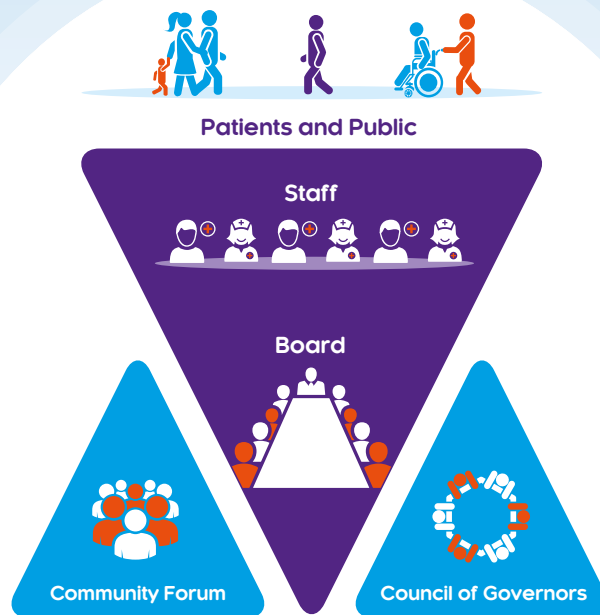 Patients and Public
Staff
Board
Community Forum
Council of Governors